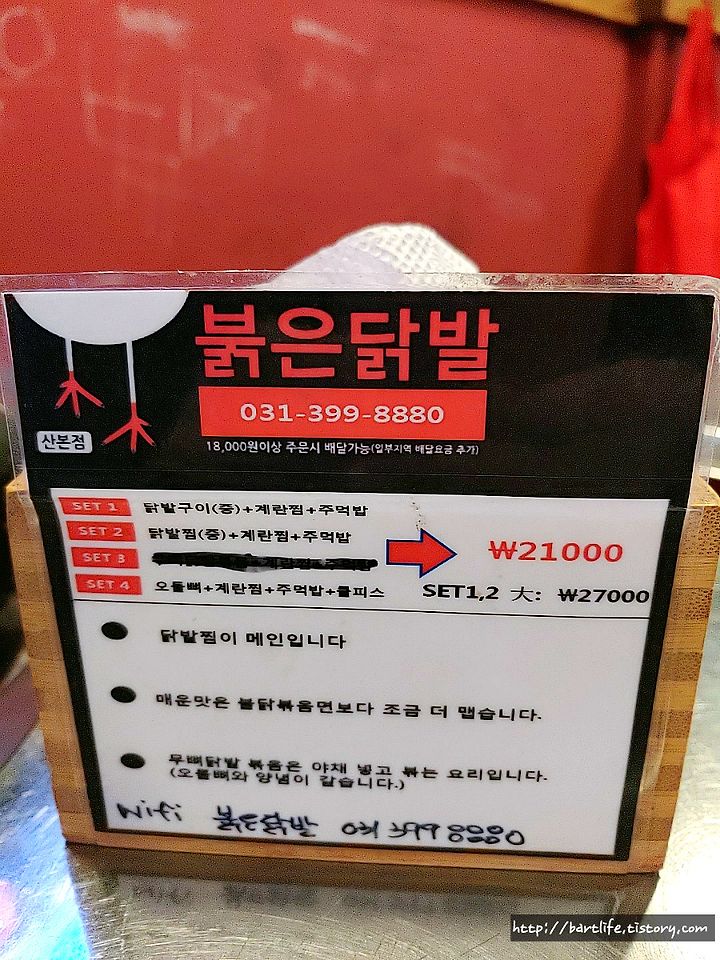 붉은닭발
031-399-8880
산본점
18,000원이상 주문시 배달가능(일부지역 배달요금 추가)
SET 1 닭발구이(중)+계란찜+주먹밥
SET 2 닭발찜(중)+계란찜+주먹밥
SET 3
SET 4 오돌뼈+계란찜+주먹밥+쿨피스
₩21000
SET1,2 大: ₩27000
닭발찜이 메인입니다
매운맛은 불닭볶음면보다 조금 더 맵습니다.
무뼈닭발 볶음은 야채 넣고 볶는 요리입니다.
(오돌뼈와 양념이 같습니다.)
Wifi 붉은닭발 031 399 8880
http://bartlife.tistory.com